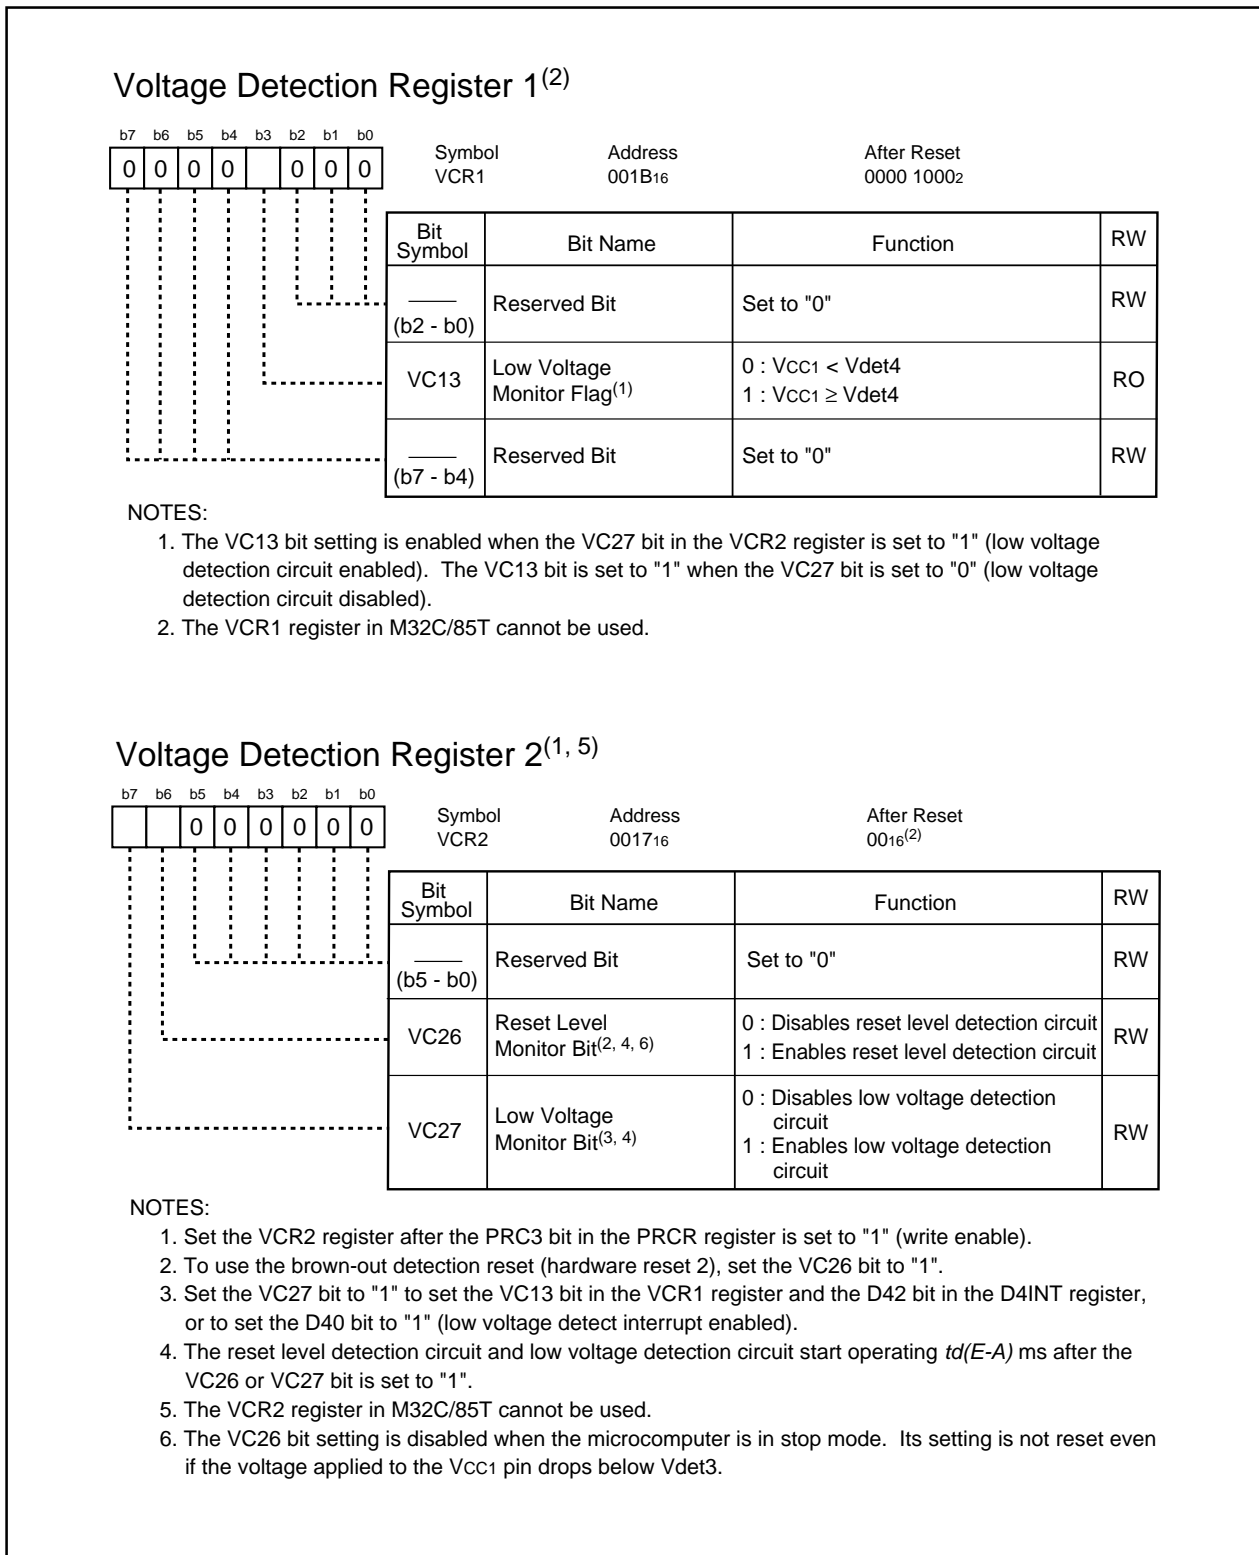 Voltage Detection Register 1(2)
b7 b6 b5 b4 b3 b2 b1 b0
0 0 0 0 0 0 0
Symbol Address After Reset
VCR1 001B16 0000 10002
Bit Symbol Bit Name Function RW
(b2 - b0) Reserved Bit Set to "0" RW
VC13 Low Voltage Monitor Flag(1) 0 : VCC1 < Vdet4 RO
1 : VCC1 ≥ Vdet4
(b7 - b4) Reserved Bit Set to "0" RW
NOTES:
1. The VC13 bit setting is enabled when the VC27 bit in the VCR2 register is set to "1" (low voltage
detection circuit enabled). The VC13 bit is set to "1" when the VC27 bit is set to "0" (low voltage
detection circuit disabled).
2. The VCR1 register in M32C/85T cannot be used.
Voltage Detection Register 2(1, 5)
b7 b6 b5 b4 b3 b2 b1 b0
0 0 0 0 0 0
Symbol Address After Reset
VCR2 001716 0016(2)
Bit Symbol Bit Name Function RW
(b5 - b0) Reserved Bit Set to "0" RW
VC26 Reset Level Monitor Bit(2, 4, 6) 0 : Disables reset level detection circuit RW
1 : Enables reset level detection circuit
VC27 Low Voltage Monitor Bit(3, 4) 0 : Disables low voltage detection RW
circuit
1 : Enables low voltage detection
circuit
NOTES:
1. Set the VCR2 register after the PRC3 bit in the PRCR register is set to "1" (write enable).
2. To use the brown-out detection reset (hardware reset 2), set the VC26 bit to "1".
3. Set the VC27 bit to "1" to set the VC13 bit in the VCR1 register and the D42 bit in the D4INT register,
or to set the D40 bit to "1" (low voltage detect interrupt enabled).
4. The reset level detection circuit and low voltage detection circuit start operating td(E-A) ms after the
VC26 or VC27 bit is set to "1".
5. The VCR2 register in M32C/85T cannot be used.
6. The VC26 bit setting is disabled when the microcomputer is in stop mode. Its setting is not reset even
if the voltage applied to the VCC1 pin drops below Vdet3.